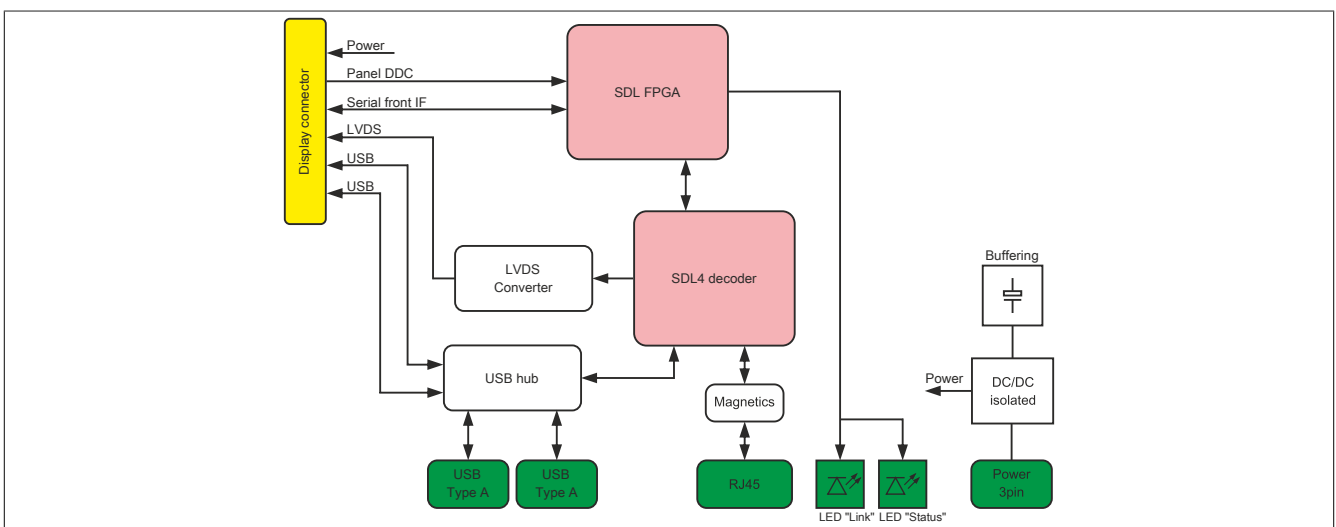 Display connector
Power
Panel DDC
Serial front IF
LVDS
USB
USB
SDL FPGA
LVDS
Converter
SDL4 decoder
USB hub
Magnetics
USB
Type A
USB
Type A
RJ45
LED "Link"
LED "Status"
Buffering
Power
DC/DC
isolated
Power
3pin